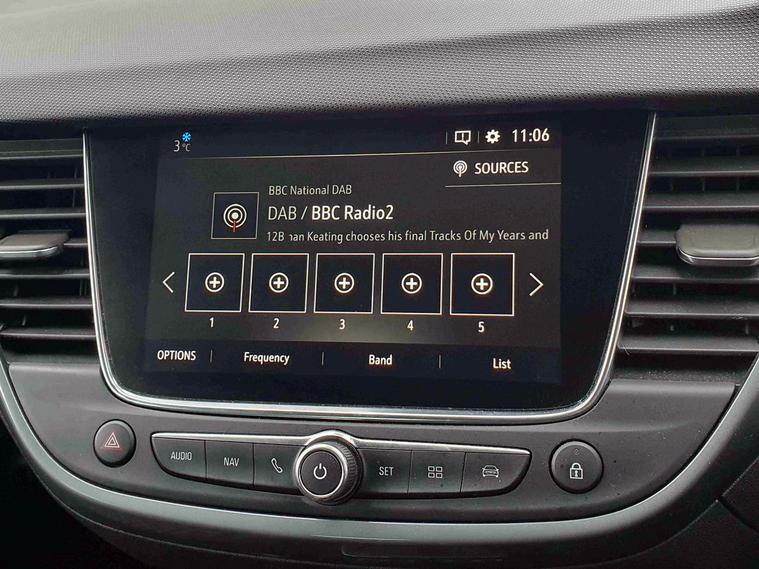 3°C
11:06
SOURCES
BBC National DAB
DAB / BBC Radio2
12B nan Keating chooses his final Tracks Of My Years and
1 2 3 4 5
OPTIONS Frequency Band List
AUDIO NAV SET